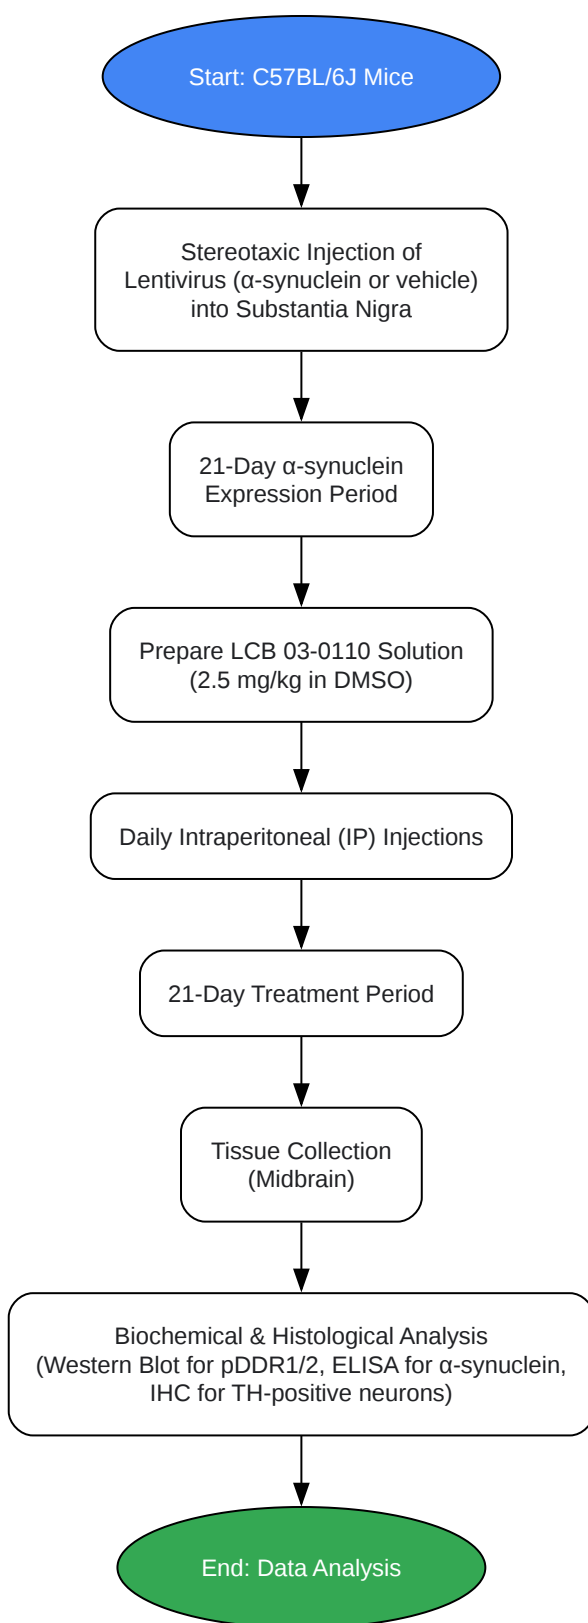 Start: C57BL/6J Mice
Stereotaxic Injection of
Lentivirus (α-synuclein or vehicle)
into Substantia Nigra
21-Day α-synuclein
Expression Period
Prepare LCB 03-0110 Solution
(2.5 mg/kg in DMSO)
Daily Intraperitoneal (IP) Injections
21-Day Treatment Period
Tissue Collection
(Midbrain)
Biochemical & Histological Analysis
(Western Blot for pDDR1/2, ELISA for α-synuclein,
IHC for TH-positive neurons)
End: Data Analysis